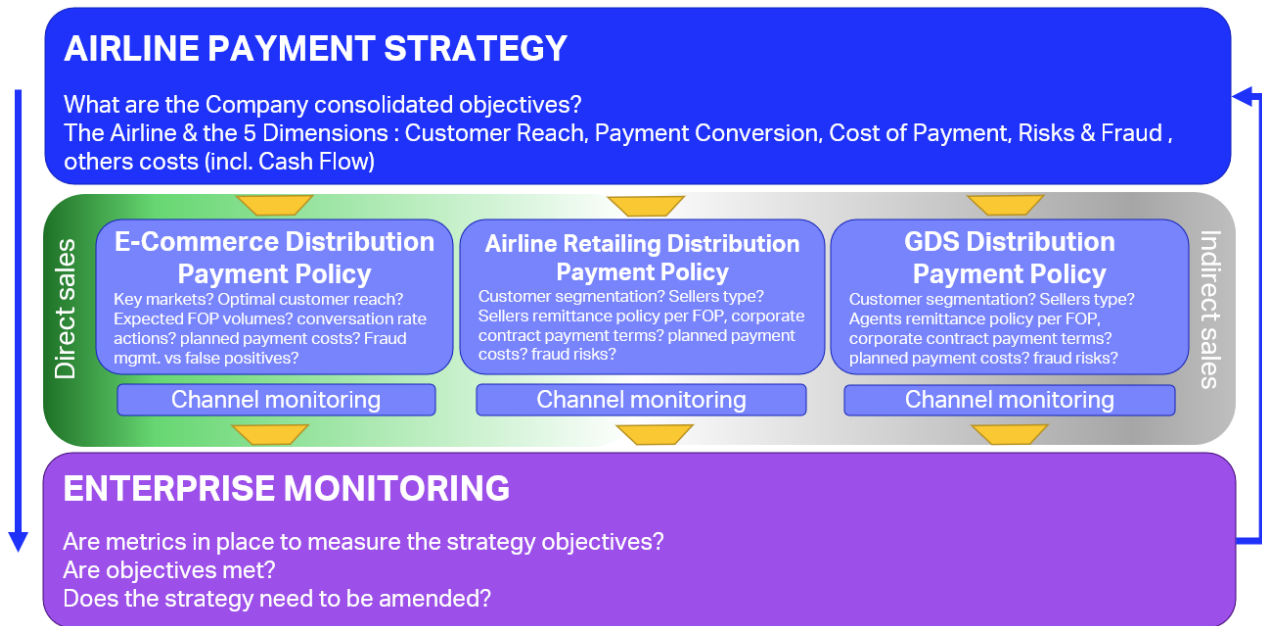 AIRLINE PAYMENT STRATEGY
What are the Company consolidated objectives?
The Airline & the 5 Dimensions : Customer Reach, Payment Conversion, Cost of Payment, Risks & Fraud ,
others costs (incl. Cash Flow)
Direct sales
E-Commerce Distribution
Payment Policy
Key markets? Optimal customer reach?
Expected FOP volumes? conversation rate
actions? planned payment costs? Fraud
mgmt. vs false positives?
Channel monitoring
Airline Retailing Distribution
Payment Policy
Customer segmentation? Sellers type?
Sellers remittance policy per FOP, corporate
contract payment terms? planned payment
costs? fraud risks?
Channel monitoring
GDS Distribution
Payment Policy
Customer segmentation? Sellers type?
Agents remittance policy per FOP,
corporate contract payment terms?
planned payment costs? fraud risks?
Channel monitoring
Indirect sales
ENTERPRISE MONITORING
Are metrics in place to measure the strategy objectives?
Are objectives met?
Does the strategy need to be amended?